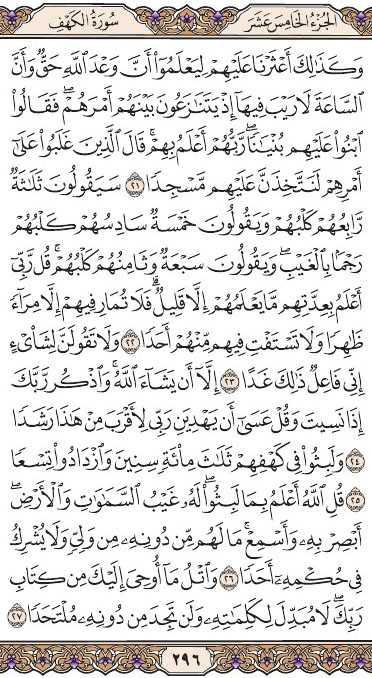 الجُزْءُ الخَامِسَ عَشَرَ سُورَةُ الكَهْفِ
وَكَذَٰلِكَ أَعْثَرْنَا عَلَيْهِمْ لِيَعْلَمُوٓا۟ أَنَّ وَعْدَ ٱللَّهِ حَقٌّ وَأَنَّ
ٱلسَّاعَةَ لَا رَيْبَ فِيهَآ إِذْ يَتَنَٰزَعُونَ بَيْنَهُمْ أَمْرَهُمْ ۖ فَقَالُوا۟
ٱبْنُوا۟ عَلَيْهِم بُنْيَٰنًا ۖ رَّبُّهُمْ أَعْلَمُ بِهِمْ ۚ قَالَ ٱلَّذِينَ غَلَبُوا۟ عَلَىٰٓ
أَمْرِهِمْ لَنَتَّخِذَنَّ عَلَيْهِم مَّسْجِدًا ٢١ سَيَقُولُونَ ثَلَٰثَةٌ
رَّابِعُهُمْ كَلْبُهُمْ وَيَقُولُونَ خَمْسَةٌ سَادِسُهُمْ كَلْبُهُمْ
رَجْمًۢا بِٱلْغَيْبِ ۖ وَيَقُولُونَ سَبْعَةٌ وَثَامِنُهُمْ كَلْبُهُمْ ۚ قُل رَّبِّىٓ
أَعْلَمُ بِعِدَّتِهِم مَّا يَعْلَمُهُمْ إِلَّا قَلِيلٌ ۗ فَلَا تُمَارِ فِيهِمْ إِلَّا مِرَآءً
ظَٰهِرًا وَلَا تَسْتَفْتِ فِيهِم مِّنْهُمْ أَحَدًا ٢٢ وَلَا تَقُولَنَّ لِشَا۟ىْءٍ
إِنِّى فَاعِلٌ ذَٰلِكَ غَدًا ٢٣ إِلَّآ أَن يَشَآءَ ٱللَّهُ ۚ وَٱذْكُر رَّبَّكَ
إِذَا نَسِيتَ وَقُلْ عَسَىٰٓ أَن يَهْدِيَنِ رَبِّى لِأَقْرَبَ مِنْ هَٰذَا رَشَدًا
٢٤ وَلَبِثُوا۟ فِى كَهْفِهِمْ ثَلَٰثَ مِا۟ئَةٍ سِنِينَ وَٱزْدَادُوا۟ تِسْعًا
٢٥ قُلِ ٱللَّهُ أَعْلَمُ بِمَا لَبِثُوا۟ ۖ لَهُۥ غَيْبُ ٱلسَّمَٰوَٰتِ وَٱلْأَرْضِ ۖ
أَبْصِرْ بِهِۦ وَأَسْمِعْ ۚ مَا لَهُم مِّن دُونِهِۦ مِن وَلِىٍّ وَلَا يُشْرِكُ
فِى حُكْمِهِۦٓ أَحَدًا ٢٦ وَٱتْلُ مَآ أُوحِىَ إِلَيْكَ مِن كِتَابِ
رَبِّكَ ۖ لَا مُبَدِّلَ لِكَلِمَٰتِهِۦ وَلَن تَجِدَ مِن دُونِهِۦ مُلْتَحَدًا ٢٧
٢٩٦